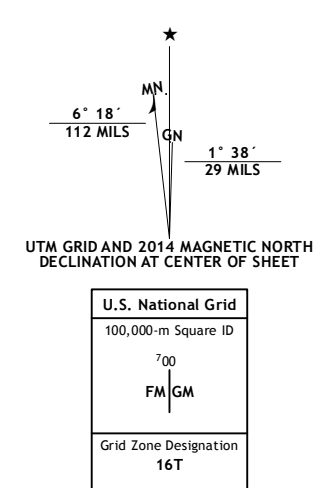 ★
MN.
6° 18´
112 MILS
GN
1° 38´
29 MILS
UTM GRID AND 2014 MAGNETIC NORTH
DECLINATION AT CENTER OF SHEET
U.S. National Grid
100,000-m Square ID
⁷00
FM GM
Grid Zone Designation
16T